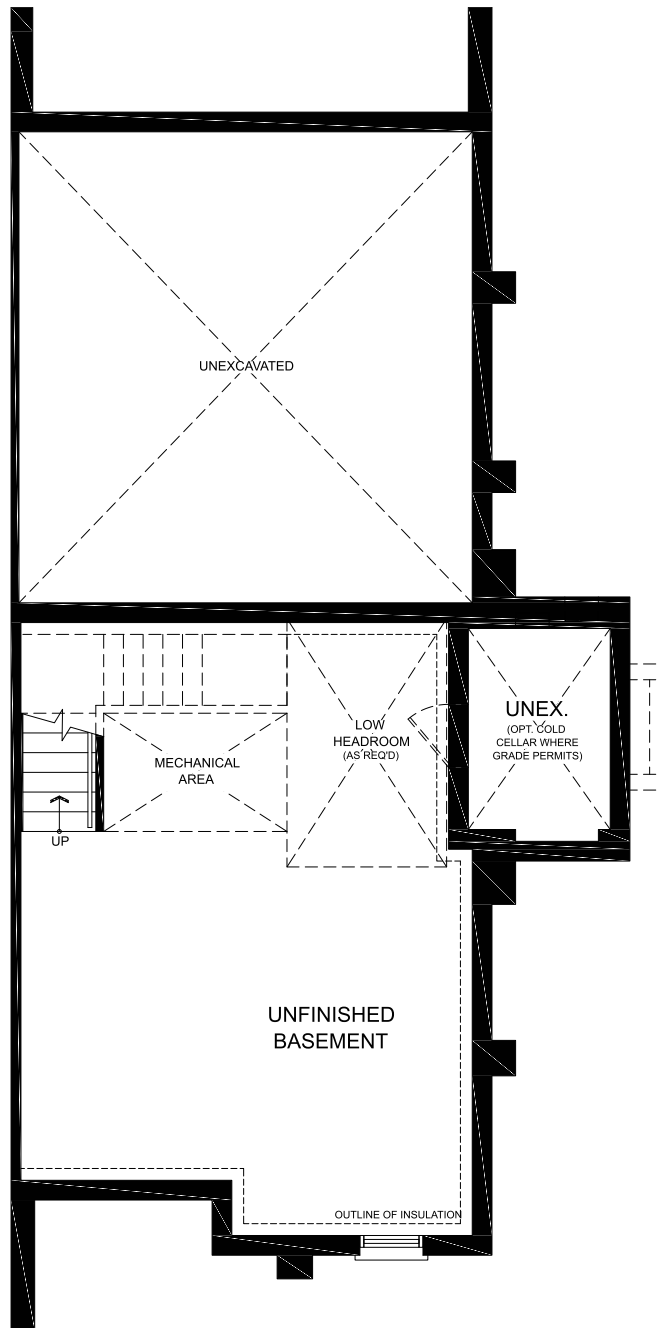 UNEXCAVATED
UNEX.
(OPT. COLD
CELLAR WHERE
GRADE PERMITS)
LOW
HEADROOM
(AS REQ'D)
MECHANICAL
AREA
UP
UNFINISHED
BASEMENT
OUTLINE OF INSULATION